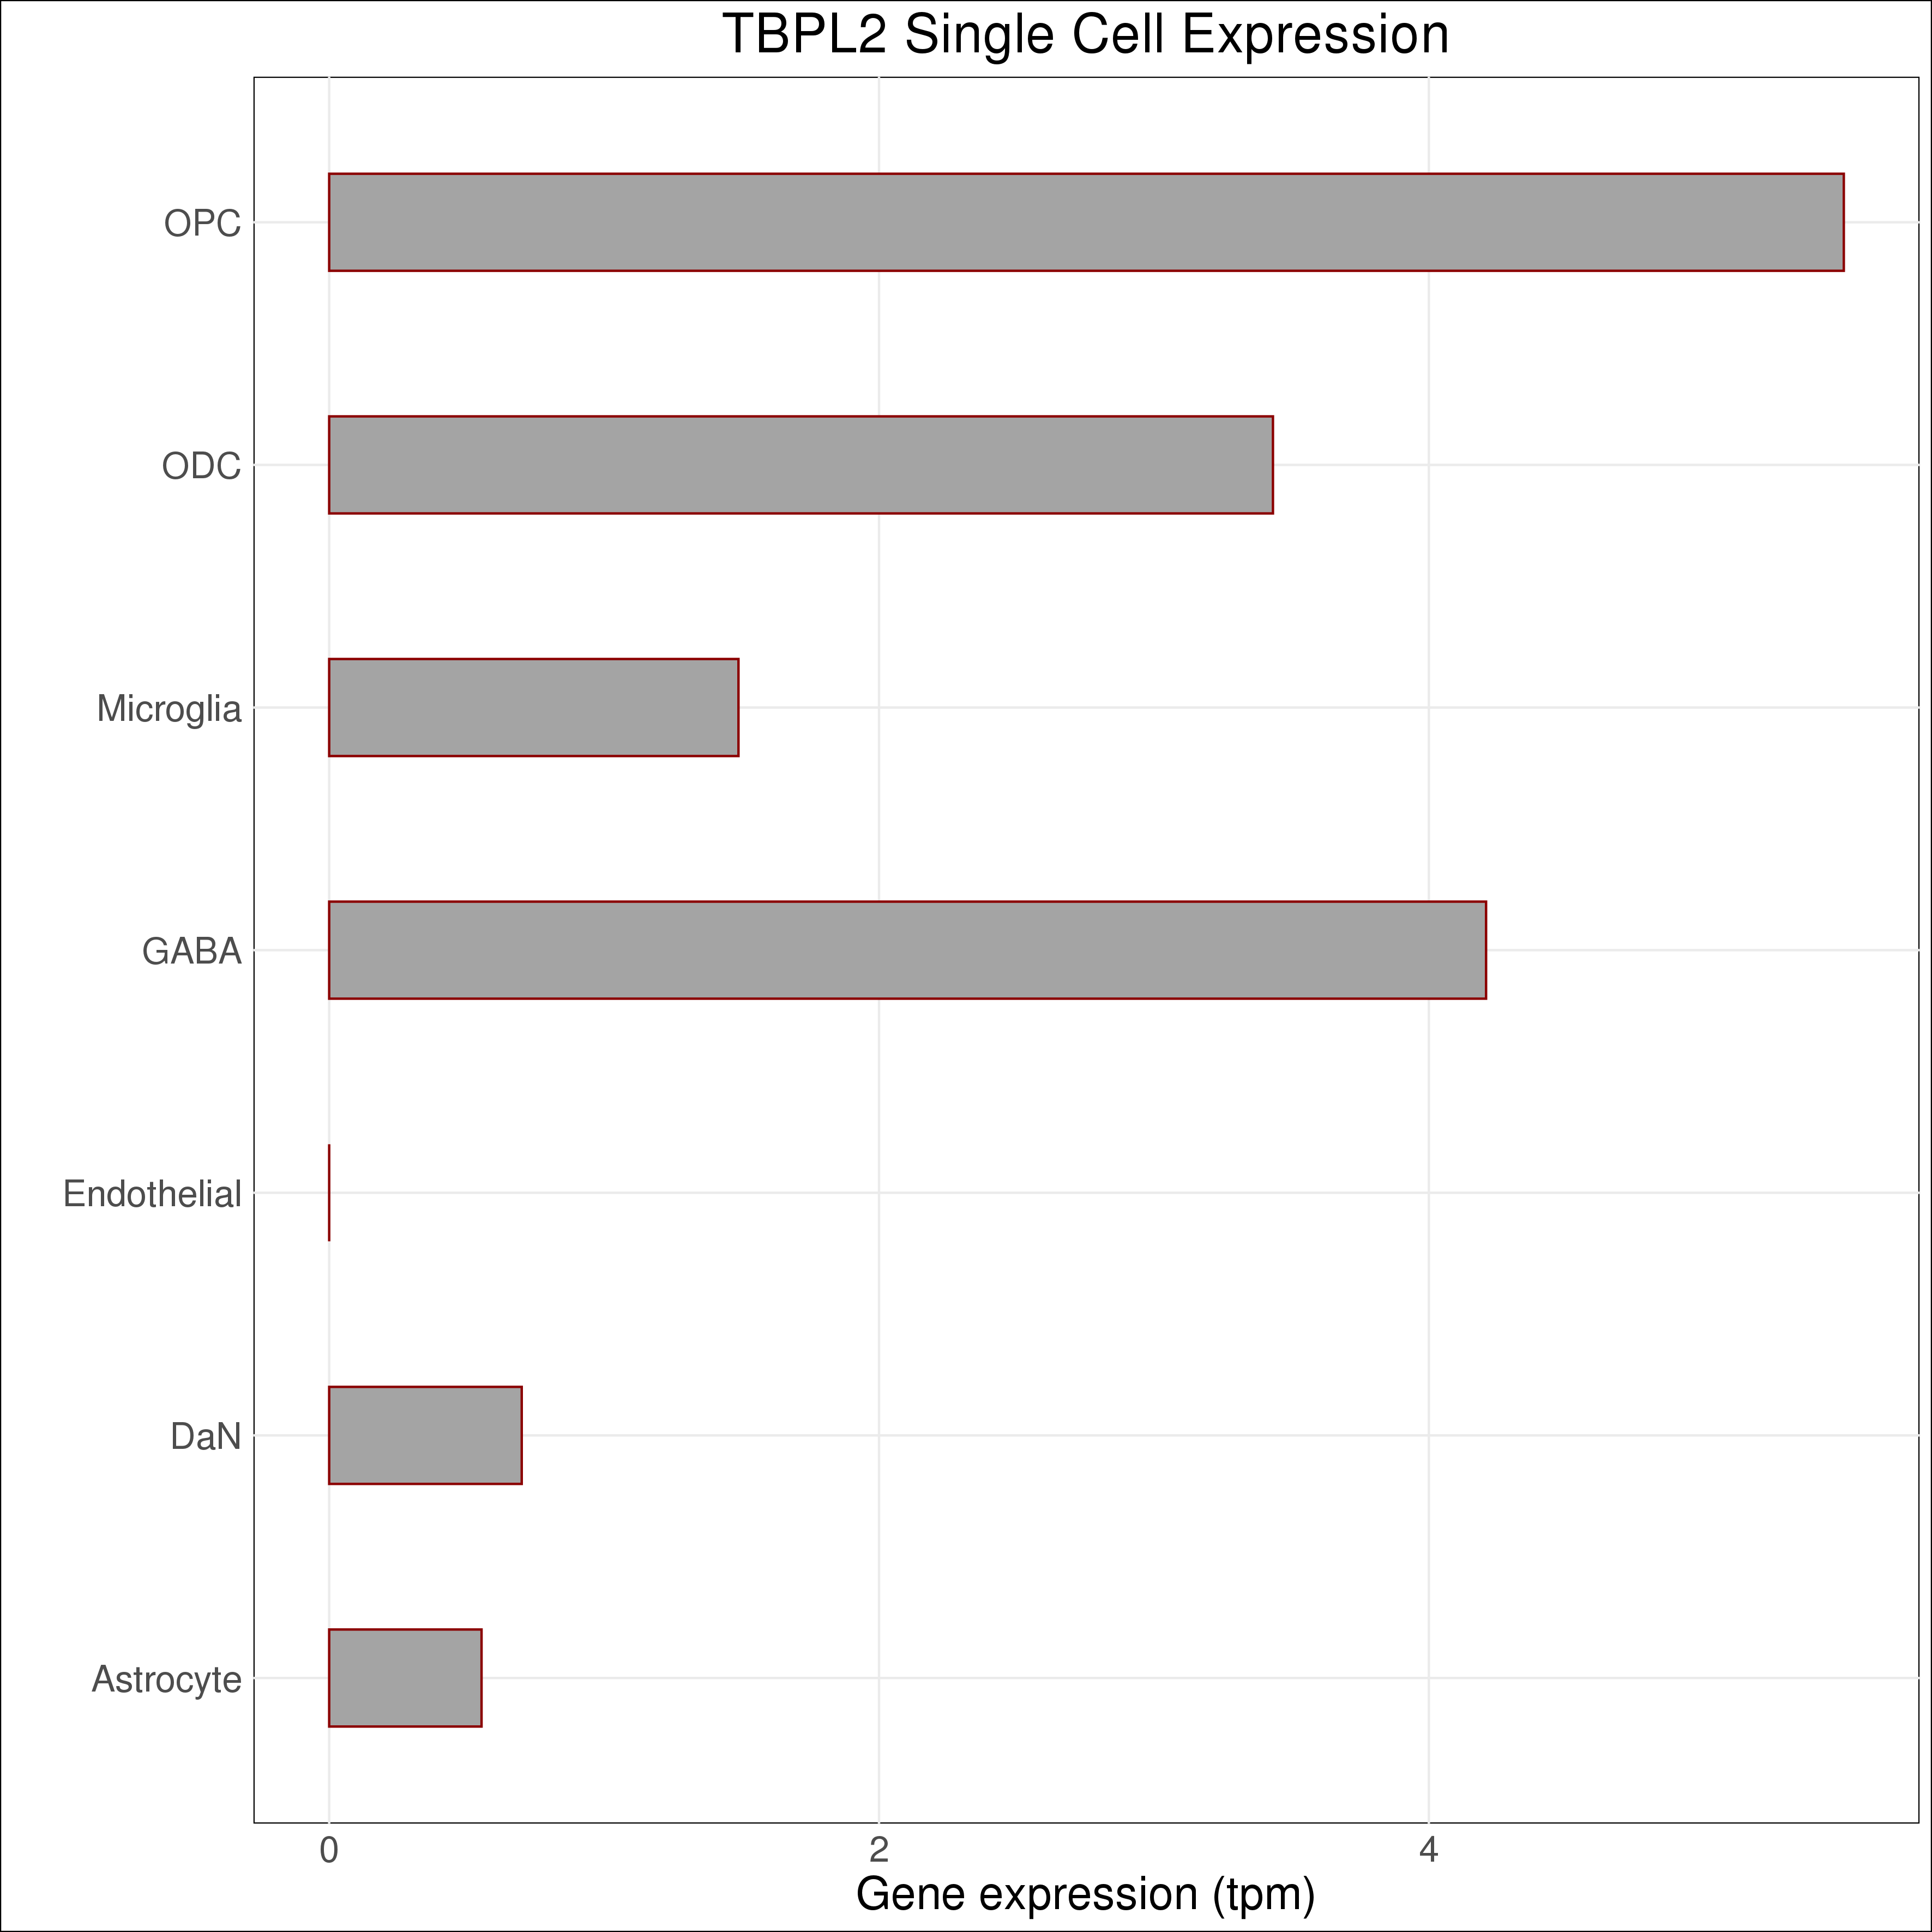 TBPL2 Single Cell Expression
OPC
ODC
Microglia
GABA
Endothelial
DaN
Astrocyte
0 2 4
Gene expression (tpm)